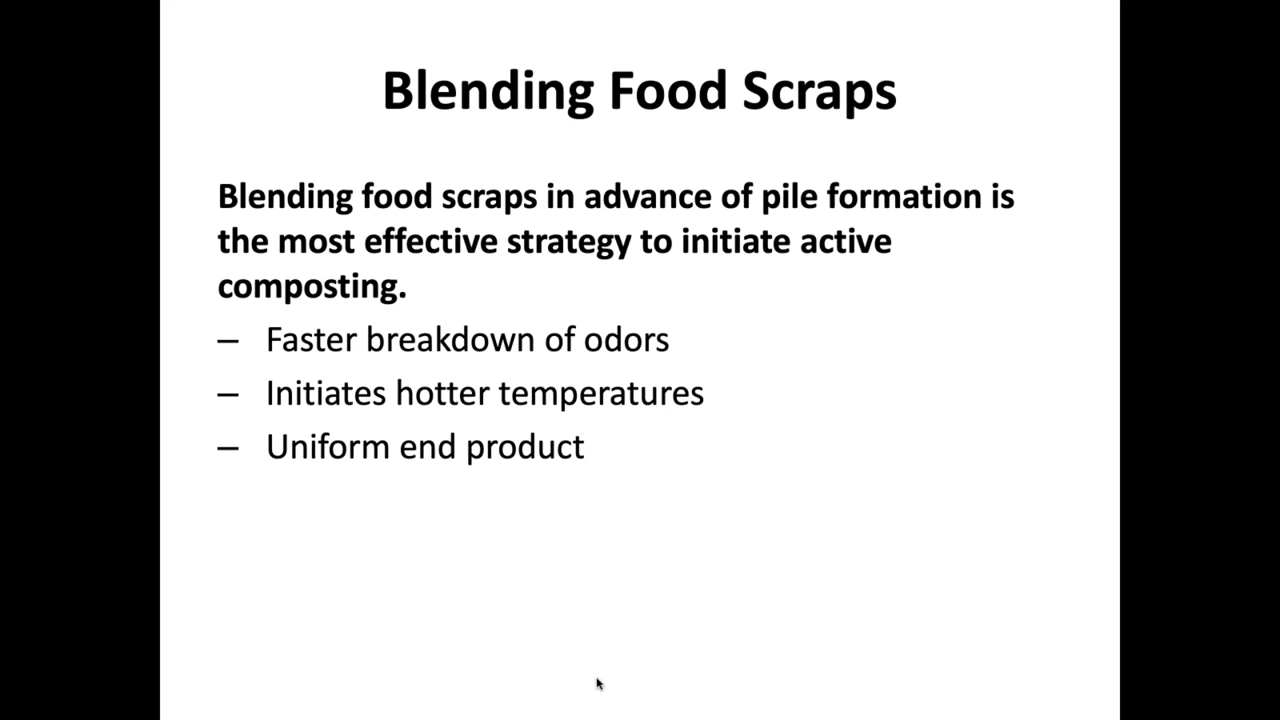 Blending Food Scraps
Blending food scraps in advance of pile formation is
the most effective strategy to initiate active
composting.
– Faster breakdown of odors
– Initiates hotter temperatures
– Uniform end product